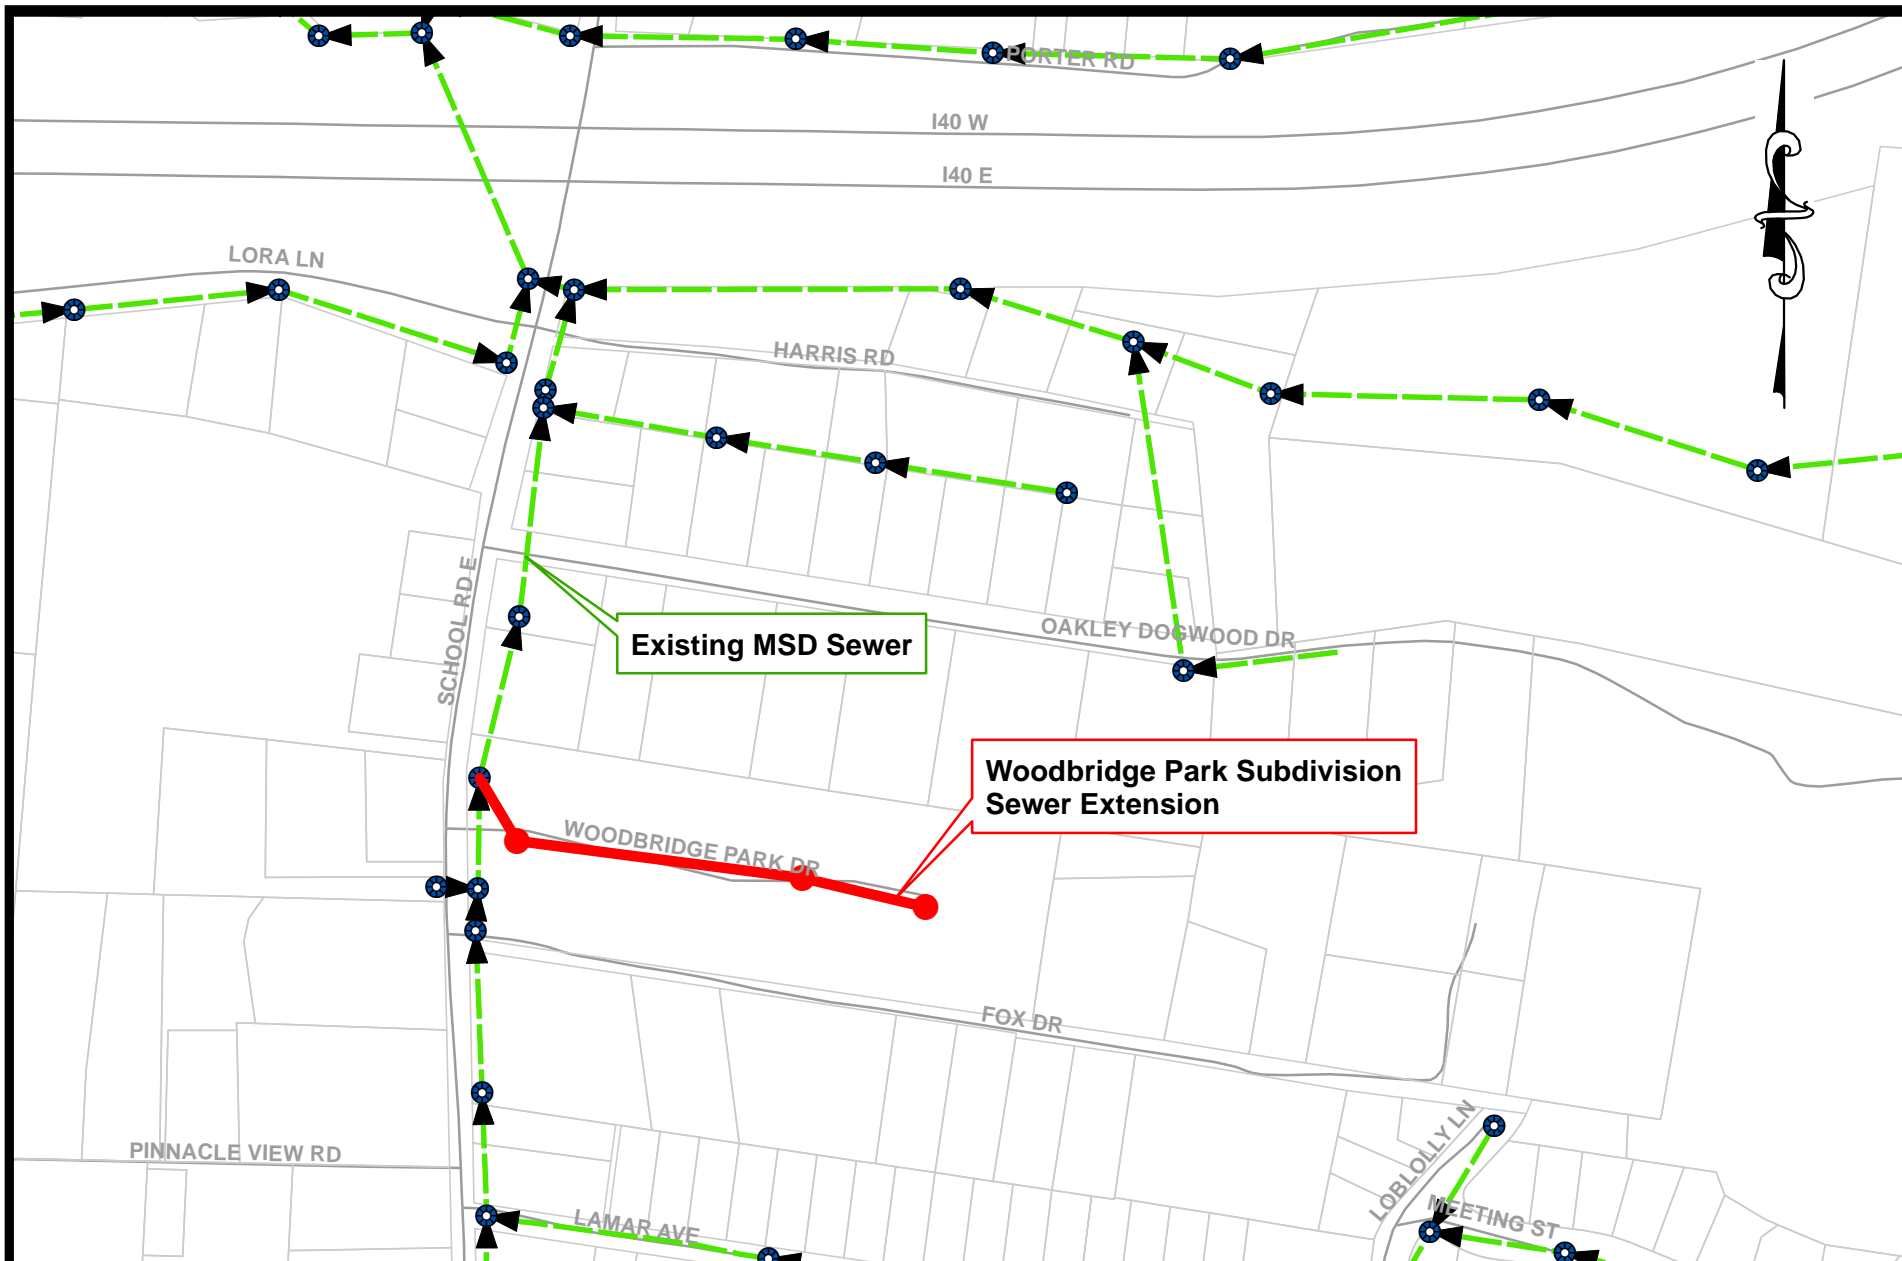 PORTER RD
I40 W
I40 E
LORA LN
HARRIS RD
SCHOOL RD E
Existing MSD Sewer
OAKLEY DOGWOOD DR
Woodbridge Park Subdivision
Sewer Extension
WOODBRIDGE PARK DR
FOX DR
PINNACLE VIEW RD
LOBLOLLY LN
LAMAR AVE
MEETING ST